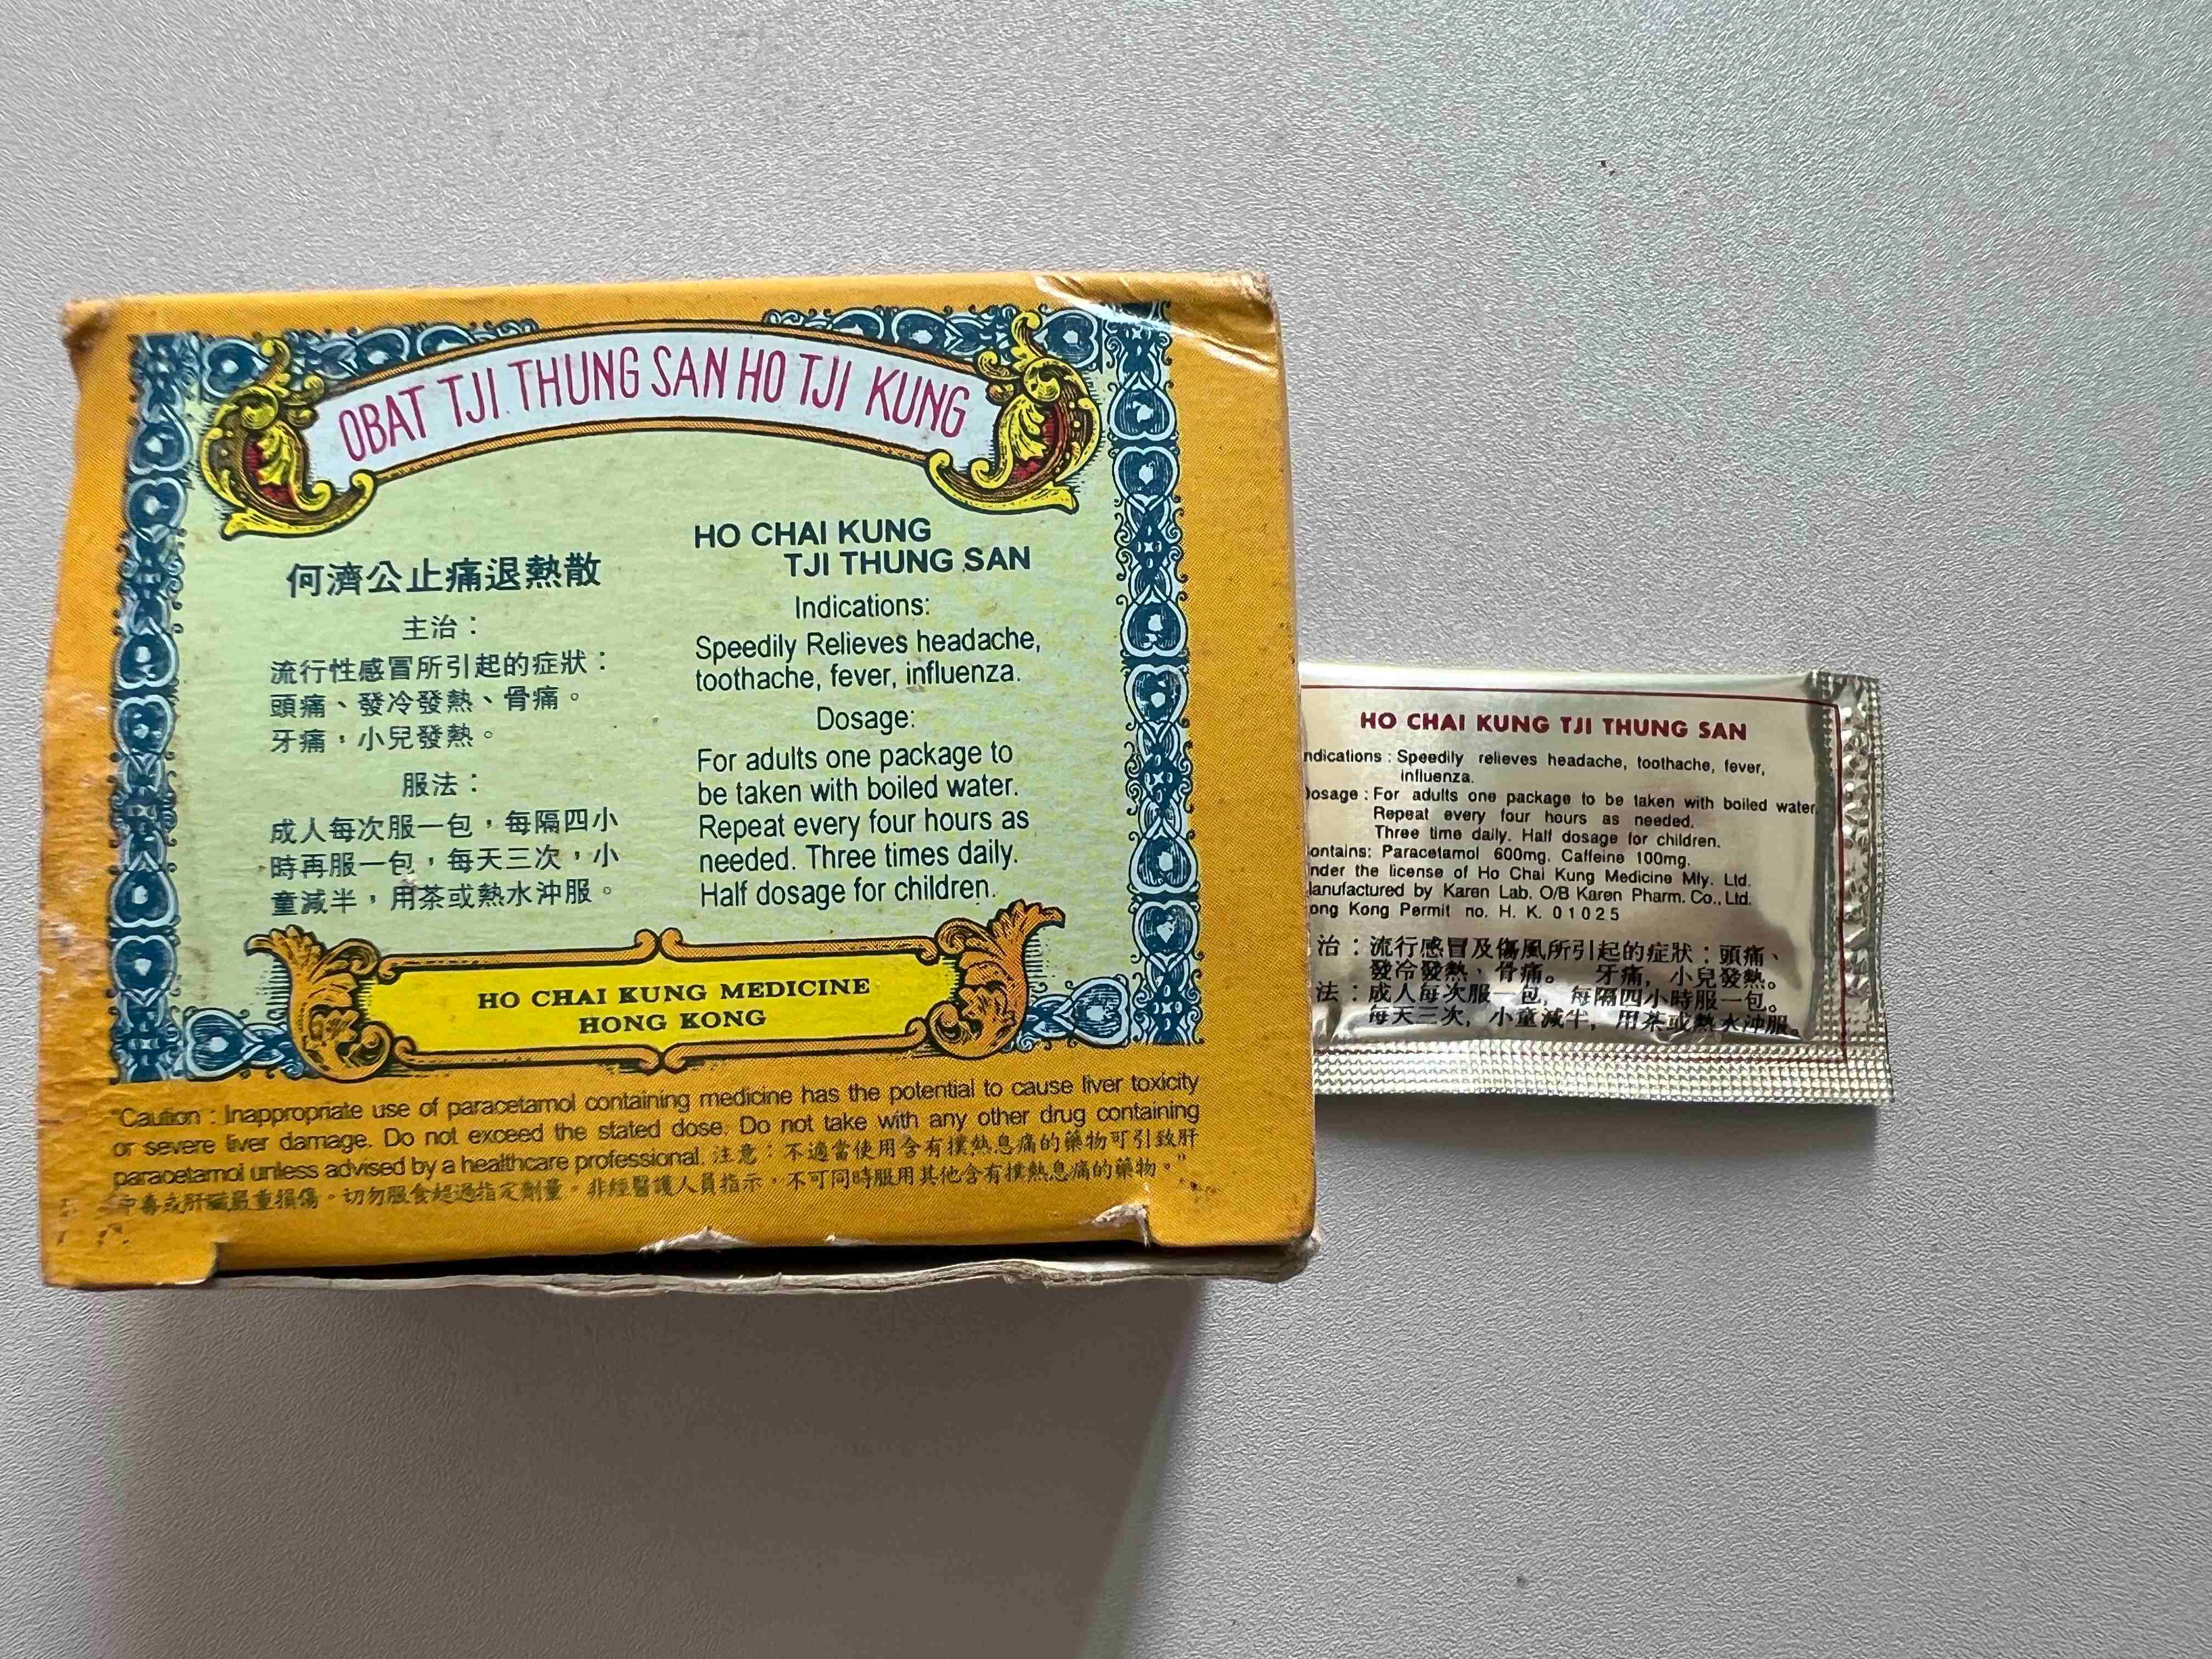 OBAT TJI THUNG SAN HO TJI KUNG
何濟公止痛退熱散
主治：
流行性感冒所引起的症狀：
頭痛、發冷發熱、骨痛。
牙痛，小兒發熱。
服法：
成人每次服一包，每隔四小
時再服一包，每天三次，小
童減半，用茶或熱水沖服。
HO CHAI KUNG
TJI THUNG SAN
Indications:
Speedily Relieves headache,
toothache, fever, influenza.
Dosage:
For adults one package to
be taken with boiled water.
Repeat every four hours as
needed. Three times daily.
Half dosage for children.
HO CHAI KUNG MEDICINE
HONG KONG
"Caution : Inappropriate use of paracetamol containing medicine has the potential to cause liver toxicity
or severe liver damage. Do not exceed the stated dose. Do not take with any other drug containing
paracetamol unless advised by a healthcare professional. 注意：不適當使用含有撲熱息痛的藥物可引致肝
中毒或肝臟嚴重損傷。切勿服食超過指定劑量。非經醫護人員指示，不可同時服用其他含有撲熱息痛的藥物。"
HO CHAI KUNG TJI THUNG SAN
ndications : Speedily relieves headache, toothache, fever,
influenza.
osage : For adults one package to be taken with boiled water.
Repeat every four hours as needed.
Three time daily. Half dosage for children.
ontains: Paracetamol 600mg. Caffeine 100mg.
nder the license of Ho Chai Kung Medicine Mfy. Ltd.
anufactured by Karen Lab. O/B Karen Pharm. Co., Ltd.
ong Kong Permit no. H. K. 01025
治：流行感冒及傷風所引起的症狀：頭痛、
發冷發熱、骨痛。 牙痛，小兒發熱。
法：成人每次服一包，每隔四小時服一包。
每天三次，小童減半，用茶或熱水沖服。